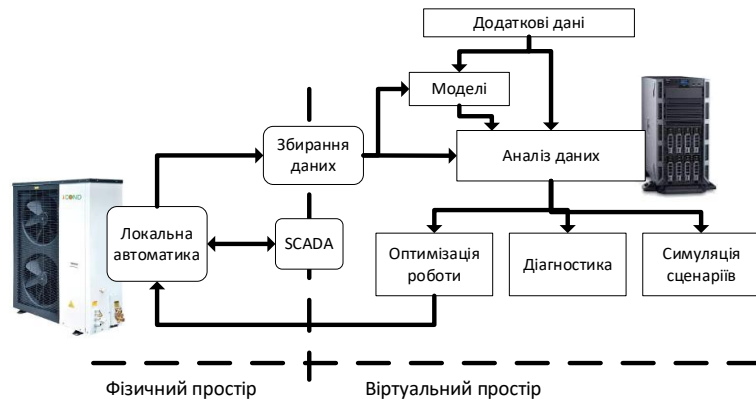 Додаткові дані
Моделі
Збирання
даних
Аналіз даних
Локальна
автоматика
SCADA
Оптимізація
роботи
Діагностика
Симуляція
сценаріїв
Фізичний простір
Віртуальний простір